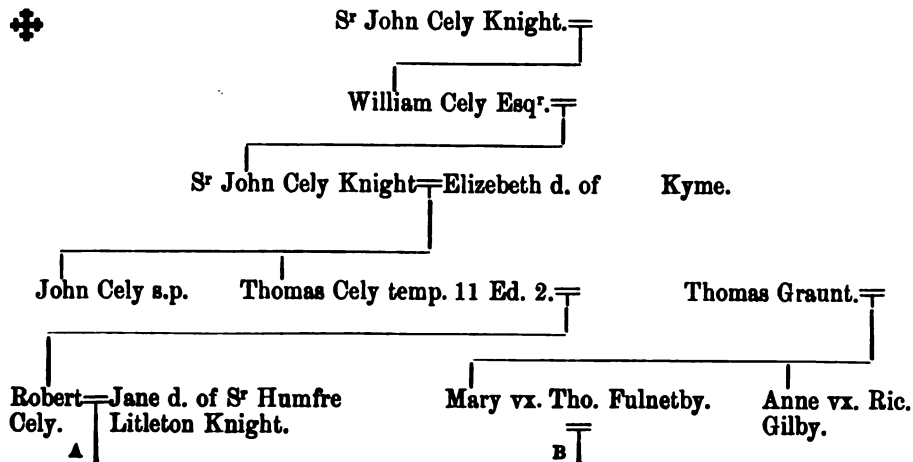 Sʳ John Cely Knight.
William Cely Esqʳ.
Sʳ John Cely Knight Elizebeth d. of Kyme.
John Cely s.p. Thomas Cely temp. 11 Ed. 2. Thomas Graunt.
Robert Jane d. of Sʳ Humfre Mary vx. Tho. Fulnetby. Anne vx. Ric.
Cely. Litleton Knight. Gilby.
A B